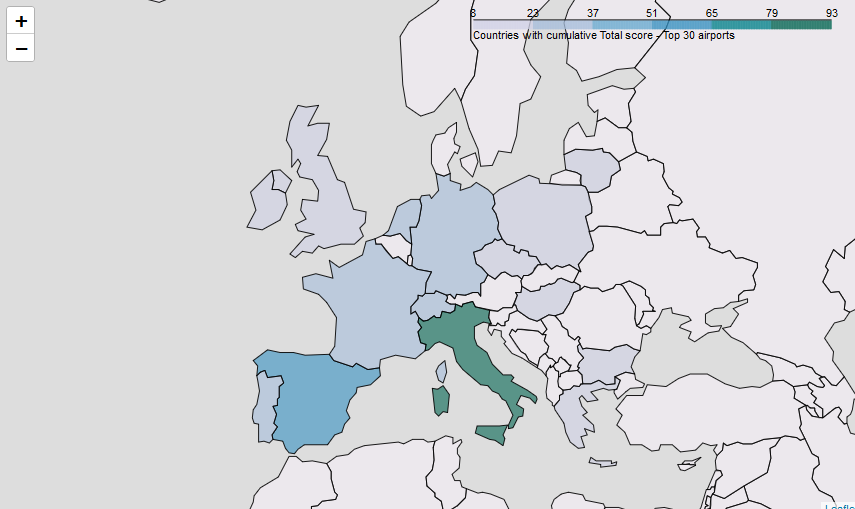 +
−
8 23 37 51 65 79 93
Countries with cumulative Total score - Top 30 airports